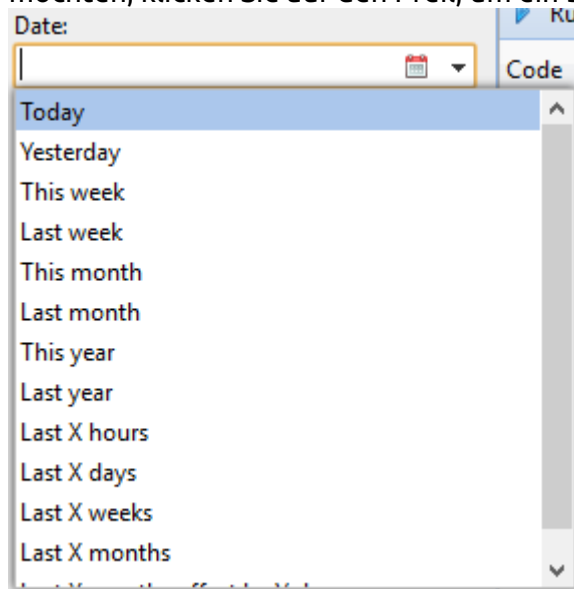 Date:
Ru
Code
Today
Yesterday
This week
Last week
This month
Last month
This year
Last year
Last X hours
Last X days
Last X weeks
Last X months